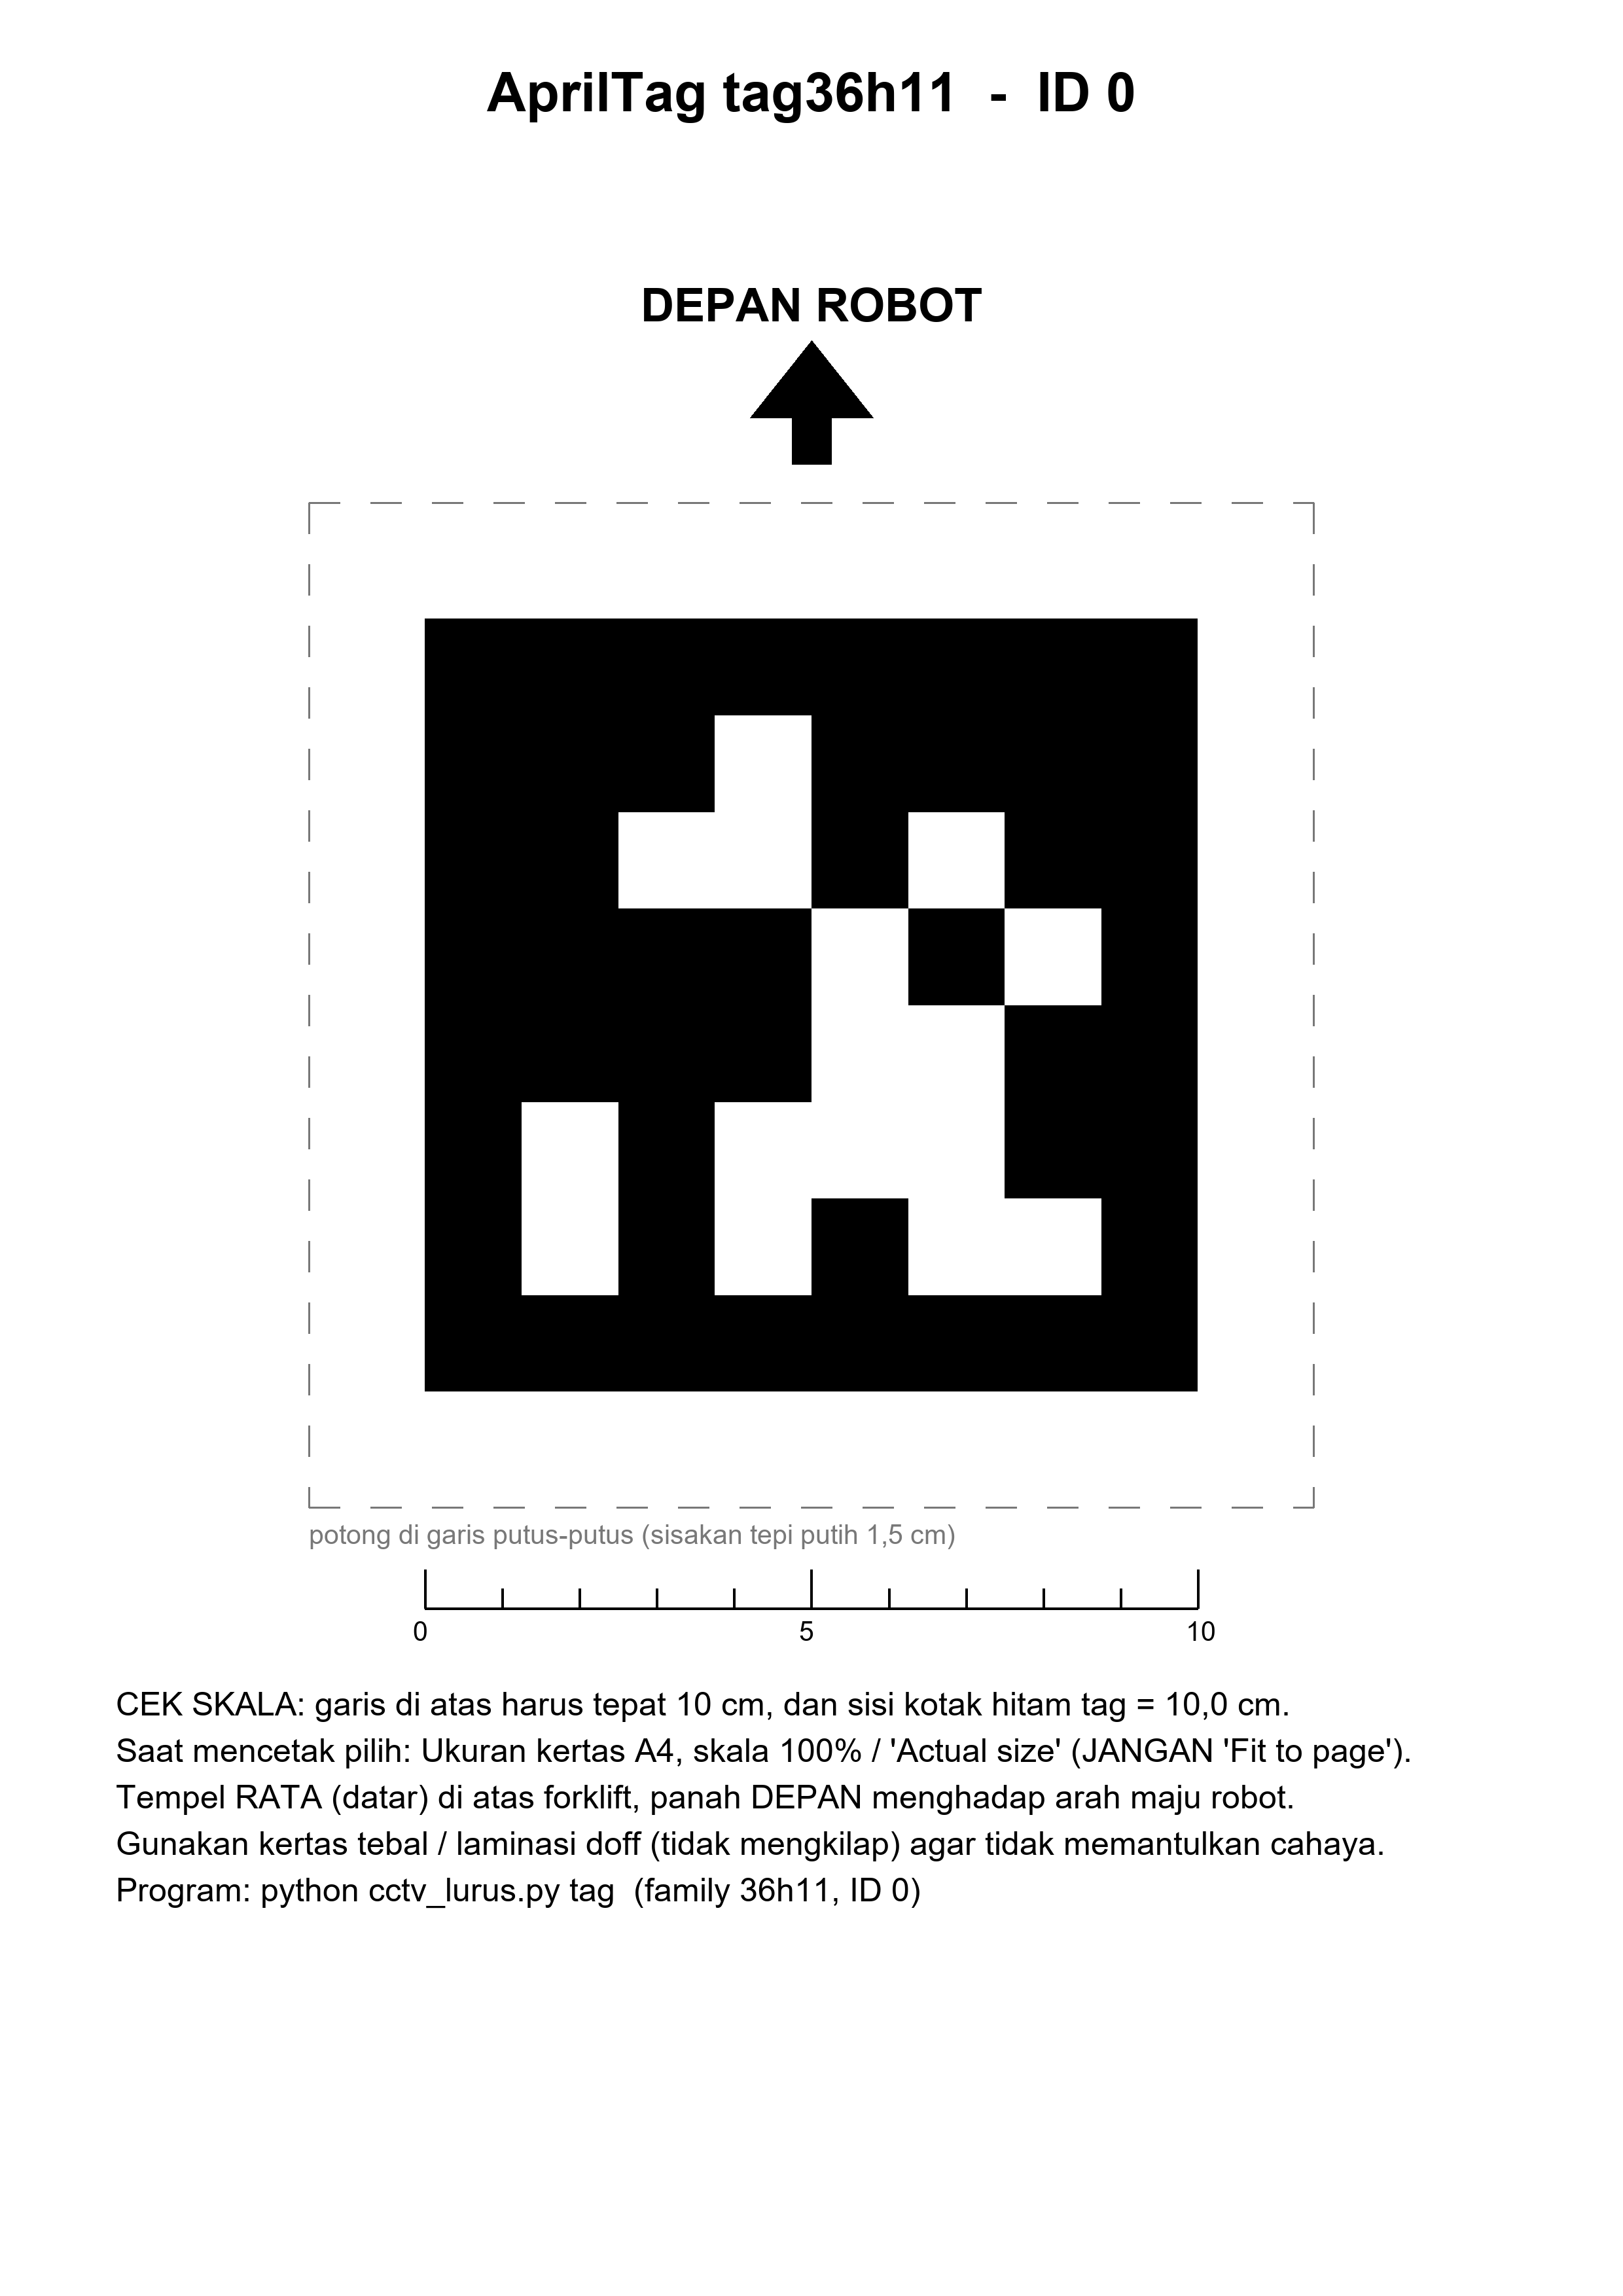 AprilTag tag36h11  -  ID 0
DEPAN ROBOT
potong di garis putus-putus (sisakan tepi putih 1,5 cm)
0 5 10
CEK SKALA: garis di atas harus tepat 10 cm, dan sisi kotak hitam tag = 10,0 cm.
Saat mencetak pilih: Ukuran kertas A4, skala 100% / 'Actual size' (JANGAN 'Fit to page').
Tempel RATA (datar) di atas forklift, panah DEPAN menghadap arah maju robot.
Gunakan kertas tebal / laminasi doff (tidak mengkilap) agar tidak memantulkan cahaya.
Program: python cctv_lurus.py tag  (family 36h11, ID 0)